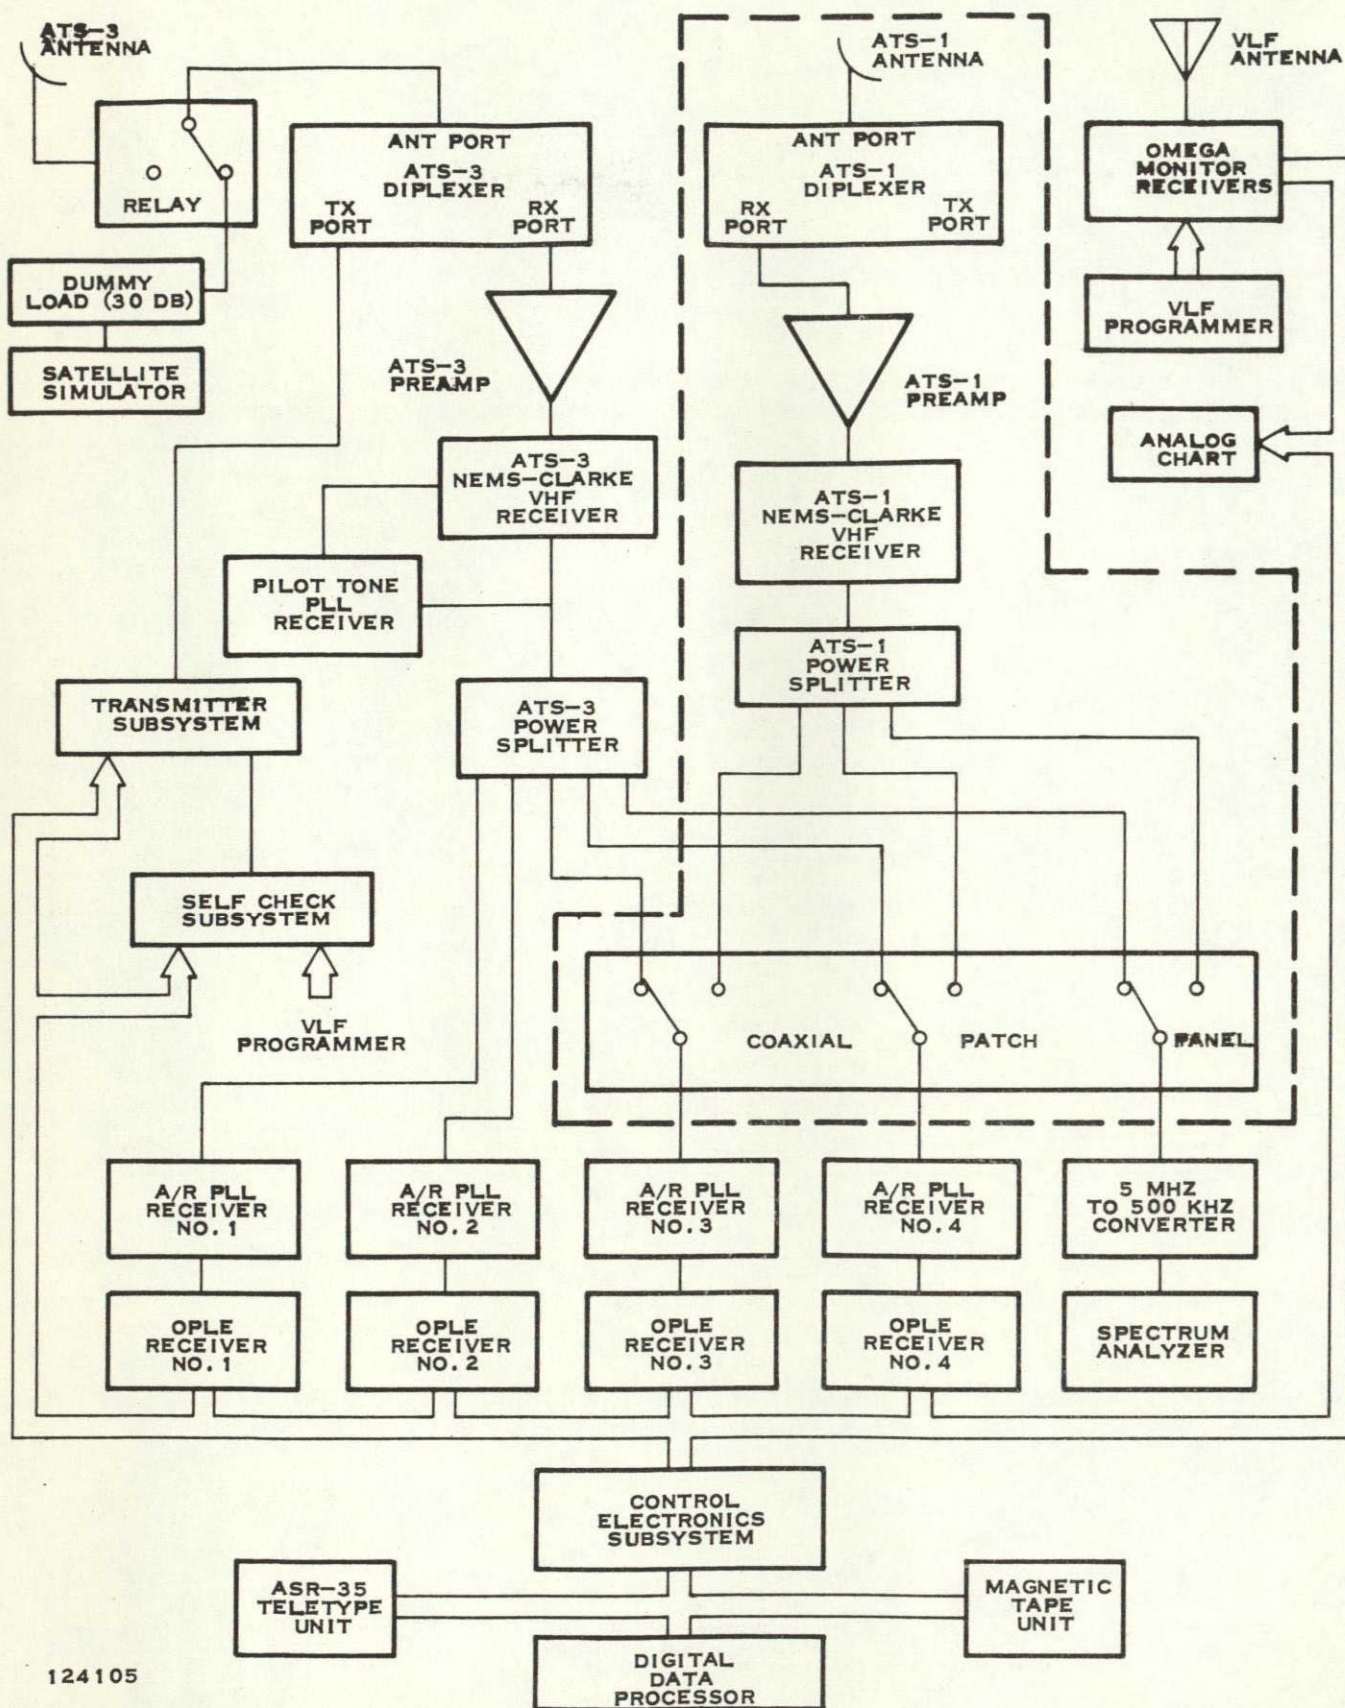 ATS-3
ANTENNA
ATS-1
ANTENNA
VLF
ANTENNA
RELAY
ANT PORT
ATS-3
DIPLEXER
TX
PORT
RX
PORT
ANT PORT
ATS-1
DIPLEXER
RX
PORT
TX
PORT
OMEGA
MONITOR
RECEIVERS
DUMMY
LOAD (30 DB)
SATELLITE
SIMULATOR
ATS-3
PREAMP
ATS-1
PREAMP
VLF
PROGRAMMER
ANALOG
CHART
ATS-3
NEMS-CLARKE
VHF
RECEIVER
ATS-1
NEMS-CLARKE
VHF
RECEIVER
PILOT TONE
PLL
RECEIVER
TRANSMITTER
SUBSYSTEM
ATS-3
POWER
SPLITTER
ATS-1
POWER
SPLITTER
SELF CHECK
SUBSYSTEM
VLF
PROGRAMMER
COAXIAL PATCH PANEL
A/R PLL
RECEIVER
NO.1
A/R PLL
RECEIVER
NO.2
A/R PLL
RECEIVER
NO.3
A/R PLL
RECEIVER
NO.4
5 MHZ
TO 500 KHZ
CONVERTER
OPLE
RECEIVER
NO.1
OPLE
RECEIVER
NO.2
OPLE
RECEIVER
NO.3
OPLE
RECEIVER
NO.4
SPECTRUM
ANALYZER
CONTROL
ELECTRONICS
SUBSYSTEM
ASR-35
TELETYPE
UNIT
MAGNETIC
TAPE
UNIT
DIGITAL
DATA
PROCESSOR
124105